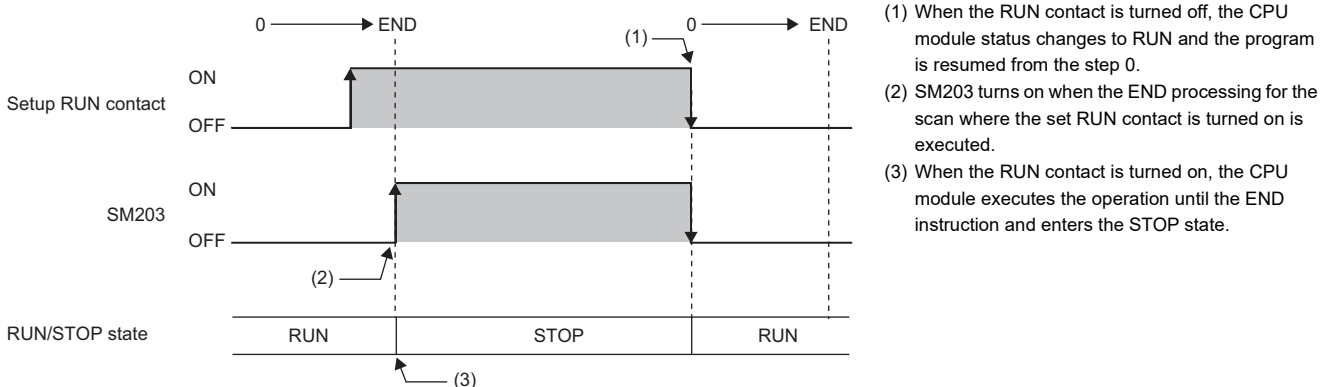 0 END
0 END
(1)
Setup RUN contact
ON
OFF
SM203
ON
OFF
(2)
RUN/STOP state
RUN STOP RUN
(3)
(1) When the RUN contact is turned off, the CPU
module status changes to RUN and the program
is resumed from the step 0.
(2) SM203 turns on when the END processing for the
scan where the set RUN contact is turned on is
executed.
(3) When the RUN contact is turned on, the CPU
module executes the operation until the END
instruction and enters the STOP state.